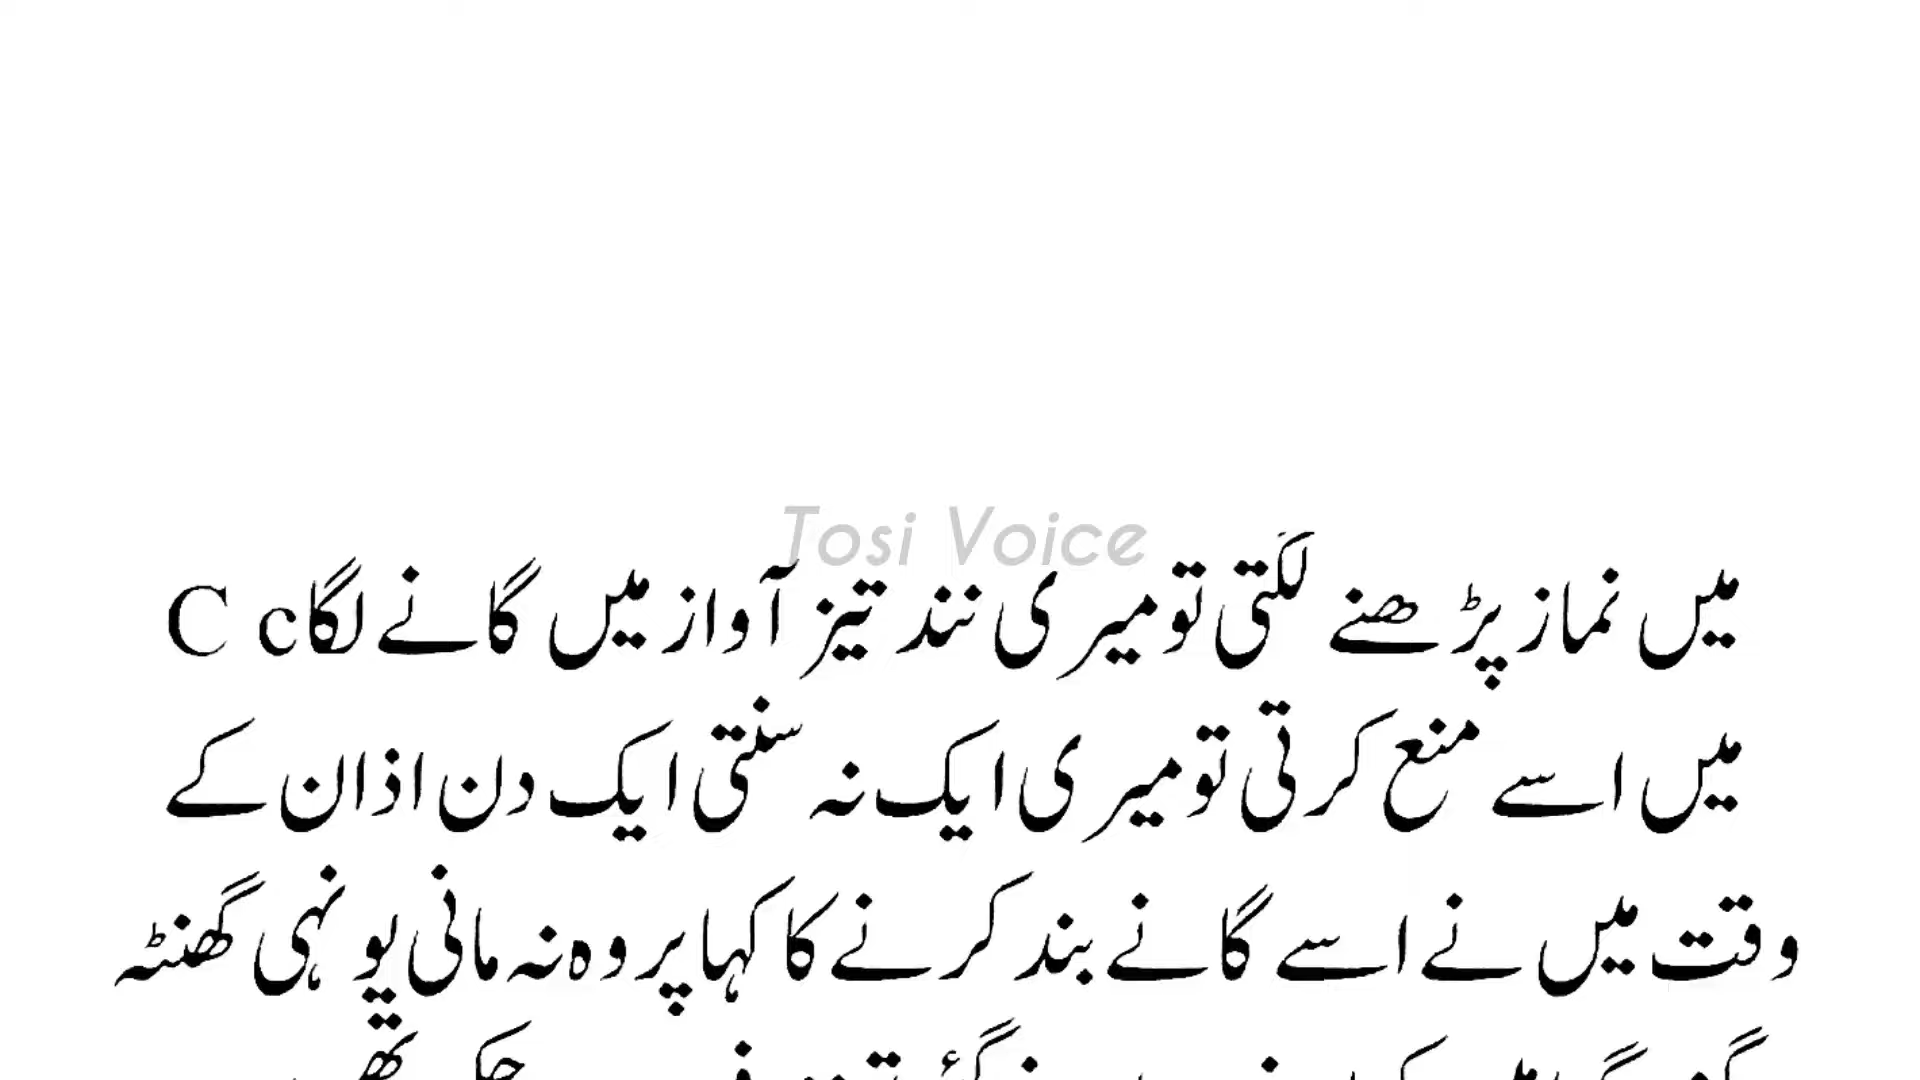 Tosi Voice
میں نماز پڑھنے لگتی تو میری نند تیز آواز میں گانے لگا C c
میں اسے منع کرتی تو میری ایک نہ سنتی ایک دن اذان کے
وقت میں نے اسے گانے بند کرنے کا کہا پر وہ نہ مانی یو نہی گھنٹہ